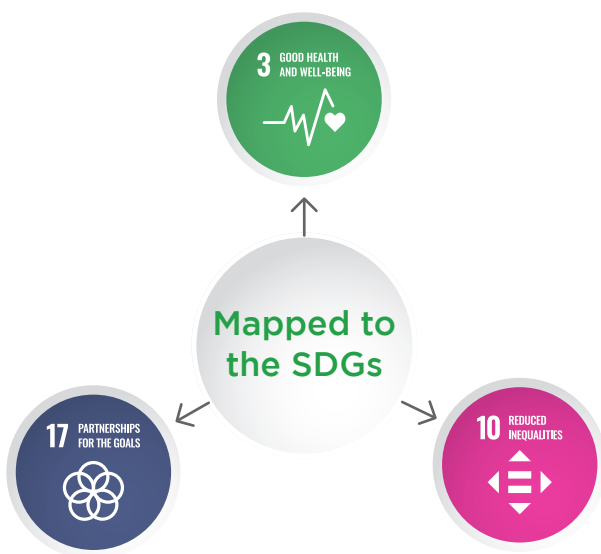 3 GOOD HEALTH
AND WELL-BEING
Mapped to
the SDGs
17 PARTNERSHIPS
FOR THE GOALS
10 REDUCED
INEQUALITIES